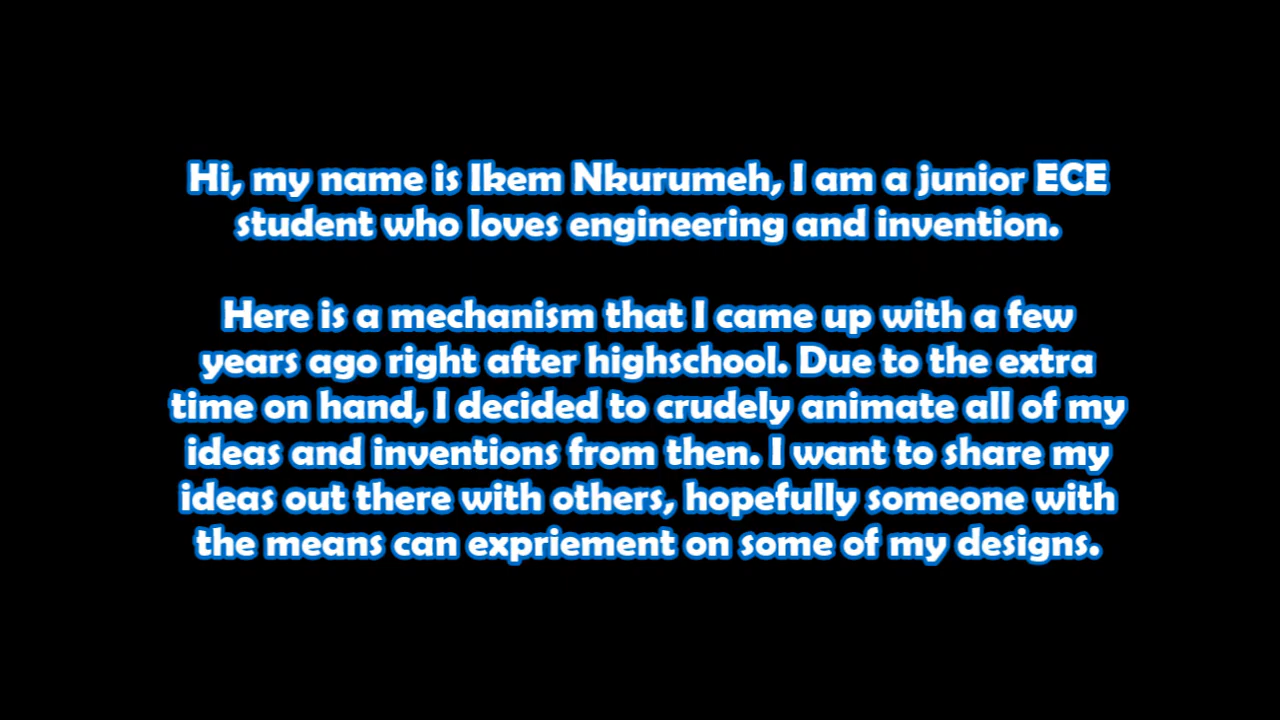 Hi, my name is Ikem Nkurumeh, I am a junior ECE
student who loves engineering and invention.
Here is a mechanism that I came up with a few
years ago right after highschool. Due to the extra
time on hand, I decided to crudely animate all of my
ideas and inventions from then. I want to share my
ideas out there with others, hopefully someone with
the means can expriement on some of my designs.